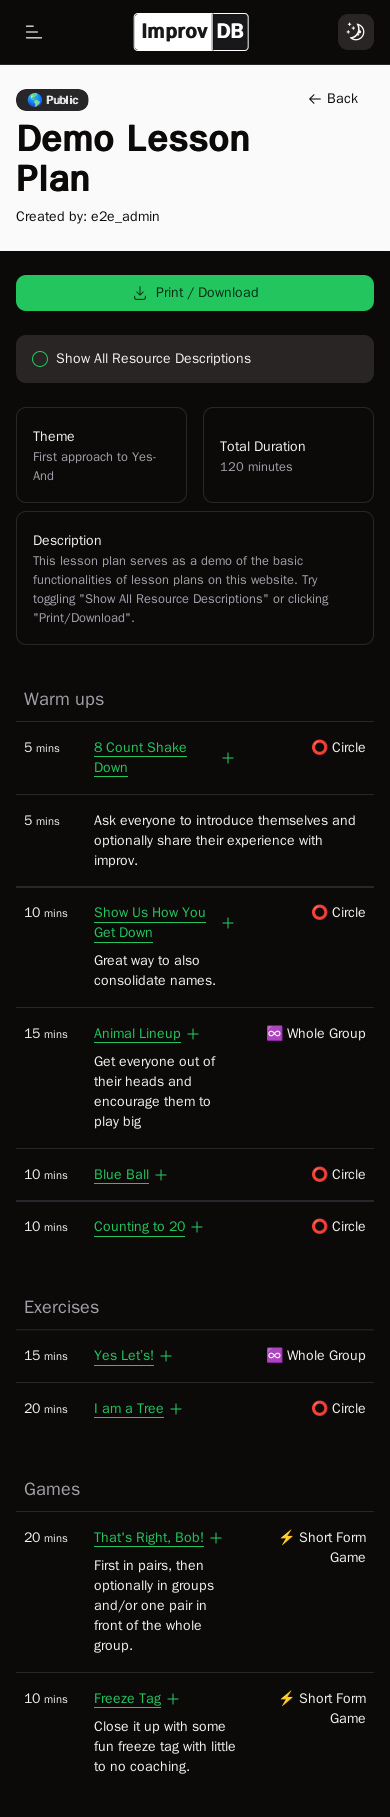 Improv DB
🌎 Public
← Back
Demo Lesson
Plan
Created by: e2e_admin
Print / Download
Show All Resource Descriptions
Theme
First approach to Yes-
And
Total Duration
120 minutes
Description
This lesson plan serves as a demo of the basic
functionalities of lesson plans on this website. Try
toggling "Show All Resource Descriptions" or clicking
"Print/Download".
Warm ups
5 mins 8 Count Shake + ⭕ Circle
Down
5 mins Ask everyone to introduce themselves and
optionally share their experience with
improv.
10 mins Show Us How You + ⭕ Circle
Get Down
Great way to also
consolidate names.
15 mins Animal Lineup + ♾️ Whole Group
Get everyone out of
their heads and
encourage them to
play big
10 mins Blue Ball + ⭕ Circle
10 mins Counting to 20 + ⭕ Circle
Exercises
15 mins Yes Let's! + ♾️ Whole Group
20 mins I am a Tree + ⭕ Circle
Games
20 mins That's Right, Bob! + ⚡ Short Form
Game
First in pairs, then
optionally in groups
and/or one pair in
front of the whole
group.
10 mins Freeze Tag + ⚡ Short Form
Game
Close it up with some
fun freeze tag with little
to no coaching.